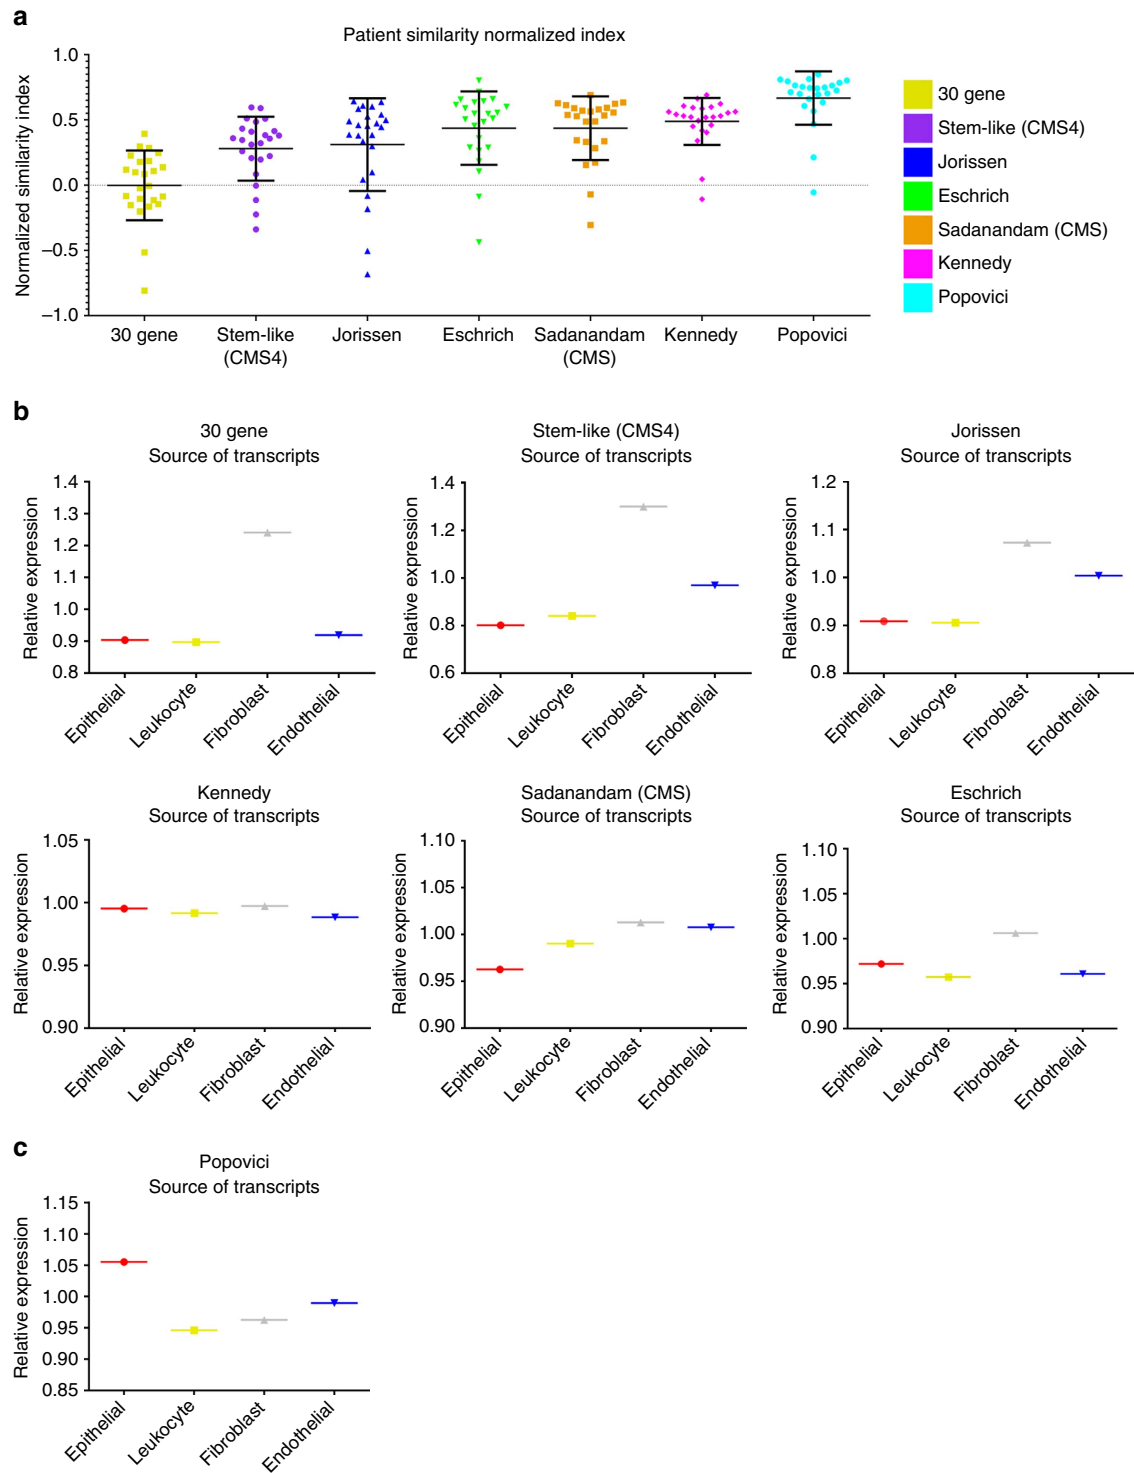 a
Patient similarity normalized index
Normalized similarity index
1.0
0.5
0.0
−0.5
−1.0
30 gene
Stem-like
(CMS4)
Jorissen
Eschrich
Sadanandam
(CMS)
Kennedy
Popovici
30 gene
Stem-like (CMS4)
Jorissen
Eschrich
Sadanandam (CMS)
Kennedy
Popovici
b
30 gene
Source of transcripts
Relative expression
1.4
1.3
1.2
1.1
1.0
0.9
0.8
Epithelial
Leukocyte
Fibroblast
Endothelial
Stem-like (CMS4)
Source of transcripts
Relative expression
1.4
1.2
1.0
0.8
0.6
Epithelial
Leukocyte
Fibroblast
Endothelial
Jorissen
Source of transcripts
Relative expression
1.2
1.1
1.0
0.9
0.8
Epithelial
Leukocyte
Fibroblast
Endothelial
Kennedy
Source of transcripts
Relative expression
1.05
1.00
0.95
0.90
Epithelial
Leukocyte
Fibroblast
Endothelial
Sadanandam (CMS)
Source of transcripts
Relative expression
1.10
1.05
1.00
0.95
0.90
Epithelial
Leukocyte
Fibroblast
Endothelial
Eschrich
Source of transcripts
Relative expression
1.10
1.05
1.00
0.95
0.90
Epithelial
Leukocyte
Fibroblast
Endothelial
c
Popovici
Source of transcripts
Relative expression
1.15
1.10
1.05
1.00
0.95
0.90
0.85
Epithelial
Leukocyte
Fibroblast
Endothelial